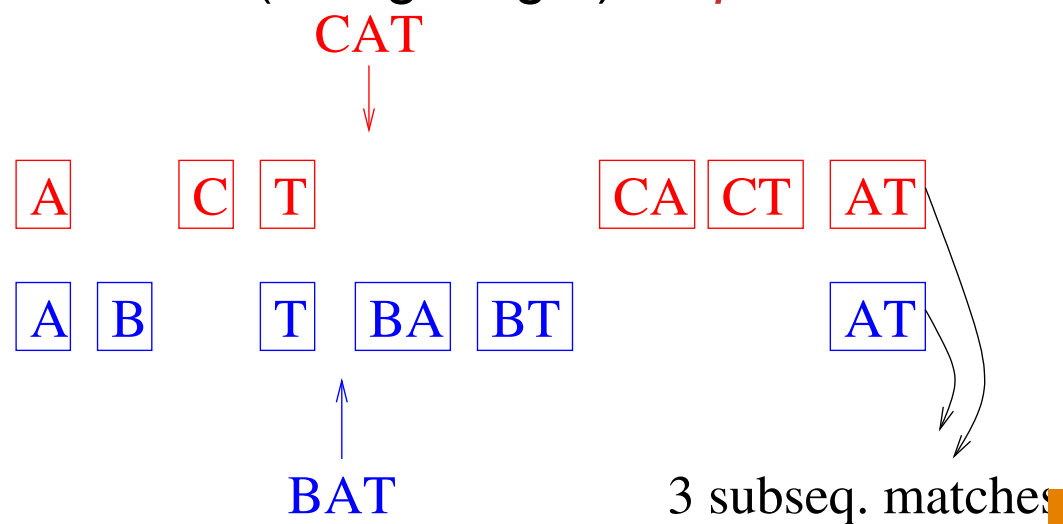 CAT
A C T CA CT AT
A B T BA BT AT
BAT
3 subseq. matches